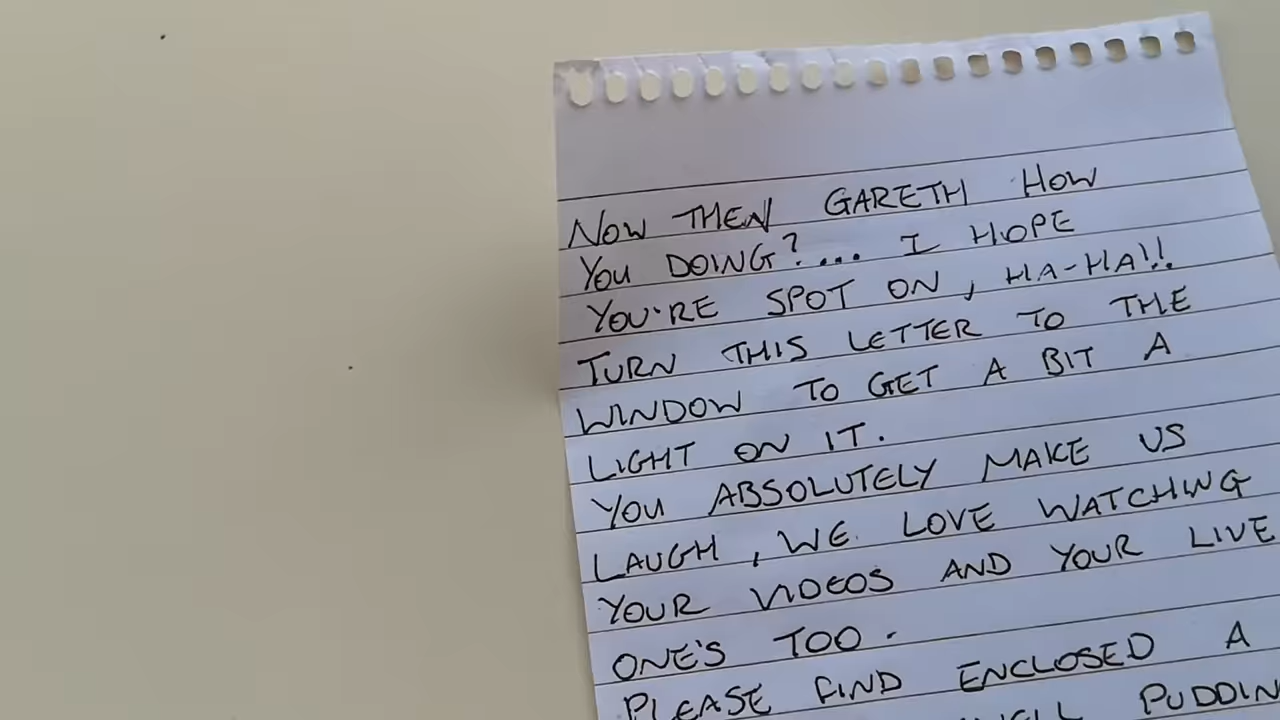 NOW THEN GARETH HOW
YOU DOING?... I HOPE
YOU'RE SPOT ON, HA-HA!!
TURN THIS LETTER TO THE
WINDOW TO GET A BIT A
LIGHT ON IT.
YOU ABSOLUTELY MAKE US
LAUGH, WE LOVE WATCHING
YOUR VIDEOS AND YOUR LIVE
ONE'S TOO.
PLEASE FIND ENCLOSED A